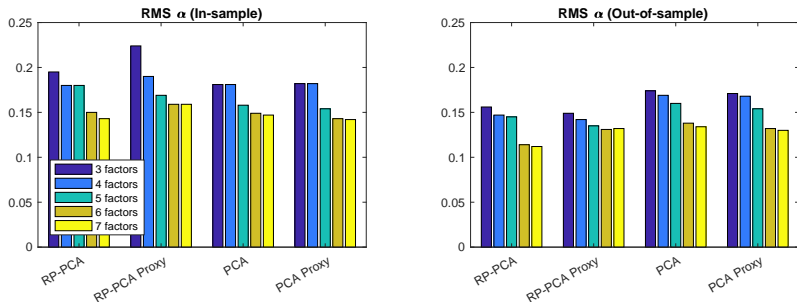 RMS α (In-sample)
0.25
0.2
0.15
0.1
0.05
0
3 factors
4 factors
5 factors
6 factors
7 factors
RP-PCA
RP-PCA Proxy
PCA
PCA Proxy
RMS α (Out-of-sample)
0.25
0.2
0.15
0.1
0.05
0
RP-PCA
RP-PCA Proxy
PCA
PCA Proxy